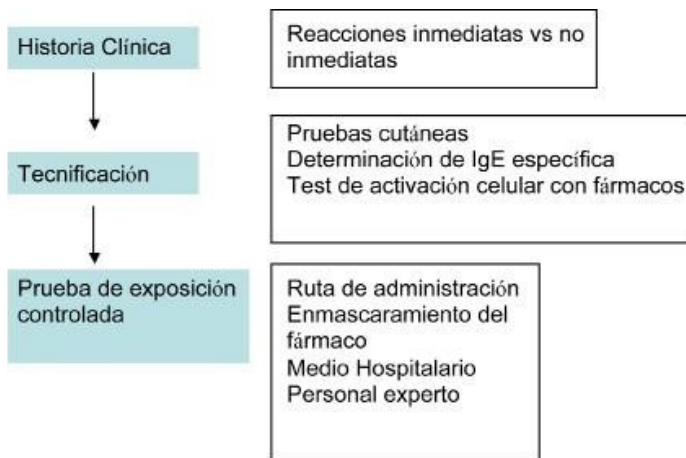 Historia Clínica
Reacciones inmediatas vs no
inmediatas
Tecnificación
Pruebas cutáneas
Determinación de IgE específica
Test de activación celular con fármacos
Prueba de exposición
controlada
Ruta de administración
Enmascaramiento del
fármaco
Medio Hospitalario
Personal experto